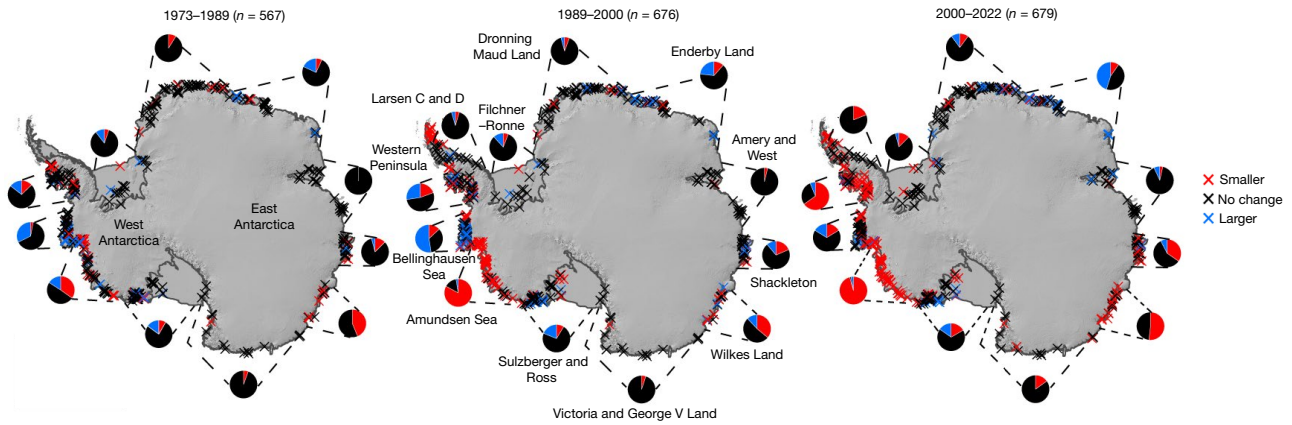 1973–1989 (n = 567)
1989–2000 (n = 676)
2000–2022 (n = 679)
Dronning
Maud Land
Enderby Land
Larsen C and D
Filchner
–Ronne
Western
Peninsula
Amery and
West
Smaller
No change
Larger
West
Antarctica
East
Antarctica
Bellinghausen
Sea
Shackleton
Amundsen Sea
Sulzberger and
Ross
Wilkes Land
Victoria and George V Land